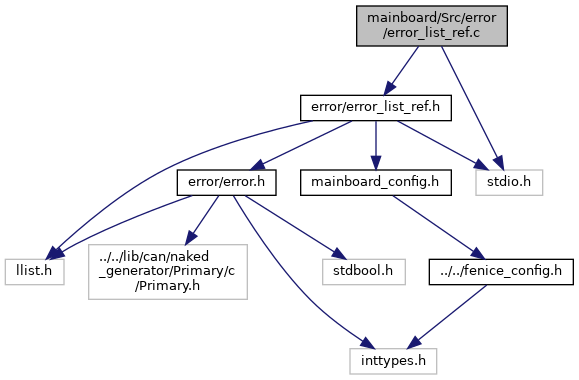 mainboard/Src/error
/error_list_ref.c
error/error_list_ref.h
error/error.h
mainboard_config.h
stdio.h
llist.h
../../lib/can/naked
_generator/Primary/c
/Primary.h
stdbool.h
../../fenice_config.h
inttypes.h